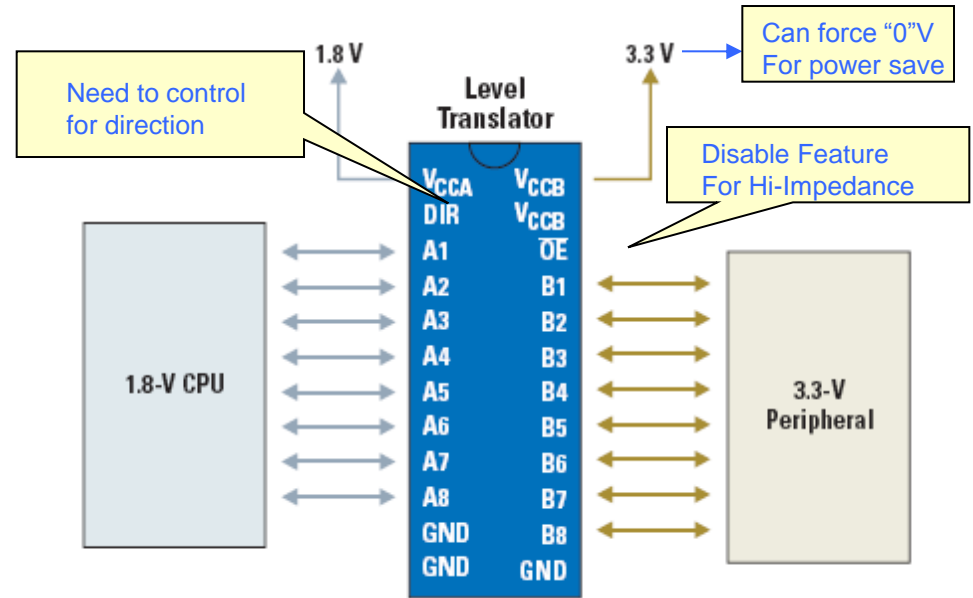 Can force “0”V
For power save
1.8 V
3.3 V
Need to control
for direction
Level
Translator
Disable Feature
For Hi-Impedance
VCCA
VCCB
DIR
VCCB
A1
OE
A2
B1
A3
B2
A4
B3
A5
B4
A6
B5
A7
B6
A8
B7
GND
B8
GND
GND
1.8-V CPU
3.3-V
Peripheral